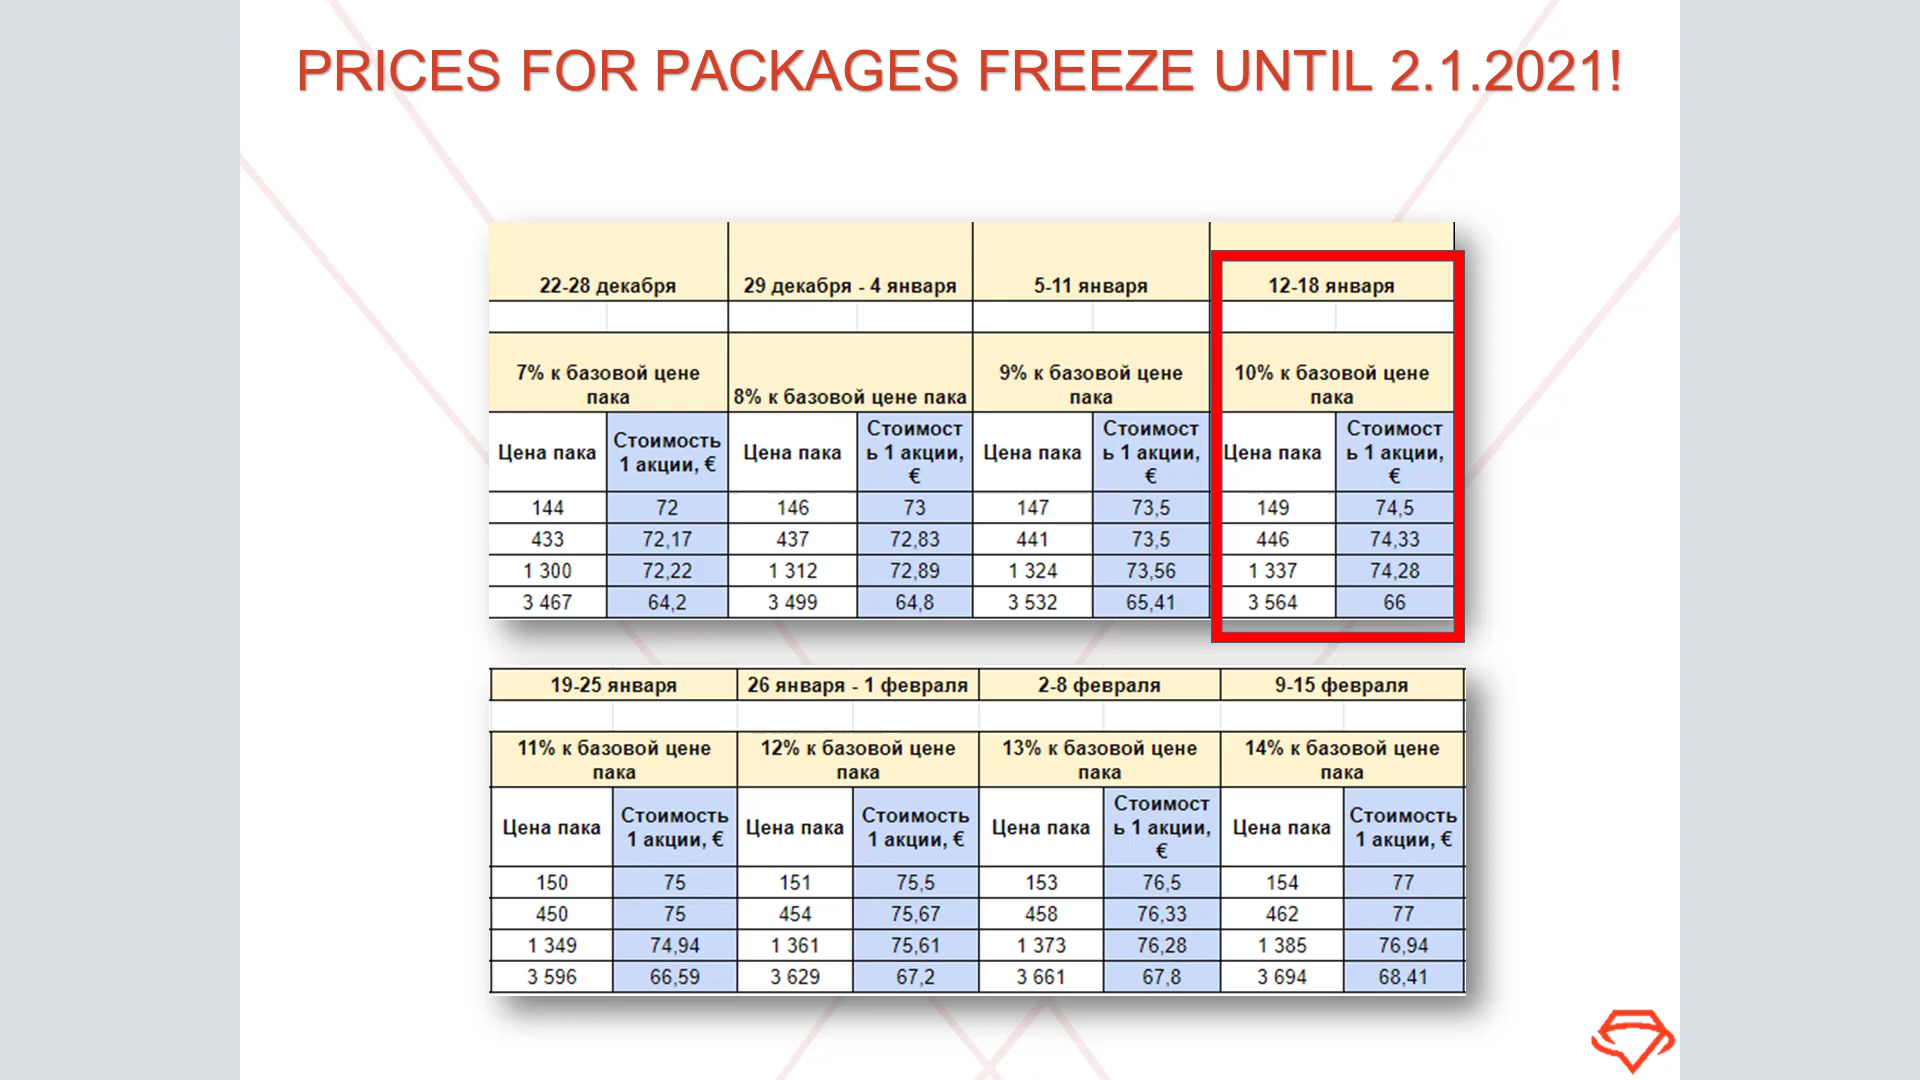 PRICES FOR PACKAGES FREEZE UNTIL 2.1.2021!
22-28 декабря 29 декабря - 4 января 5-11 января 12-18 января
7% к базовой цене пака 8% к базовой цене пака 9% к базовой цене пака 10% к базовой цене пака
Цена пака Стоимость 1 акции, € Цена пака Стоимость 1 акции, € Цена пака Стоимость 1 акции, € Цена пака Стоимость 1 акции, €
144 72 146 73 147 73,5 149 74,5
433 72,17 437 72,83 441 73,5 446 74,33
1 300 72,22 1 312 72,89 1 324 73,56 1 337 74,28
3 467 64,2 3 499 64,8 3 532 65,41 3 564 66
19-25 января 26 января - 1 февраля 2-8 февраля 9-15 февраля
11% к базовой цене пака 12% к базовой цене пака 13% к базовой цене пака 14% к базовой цене пака
Цена пака Стоимость 1 акции, € Цена пака Стоимость 1 акции, € Цена пака Стоимость 1 акции, € Цена пака Стоимость 1 акции, €
150 75 151 75,5 153 76,5 154 77
450 75 454 75,67 458 76,33 462 77
1 349 74,94 1 361 75,61 1 373 76,28 1 385 76,94
3 596 66,59 3 629 67,2 3 661 67,8 3 694 68,41